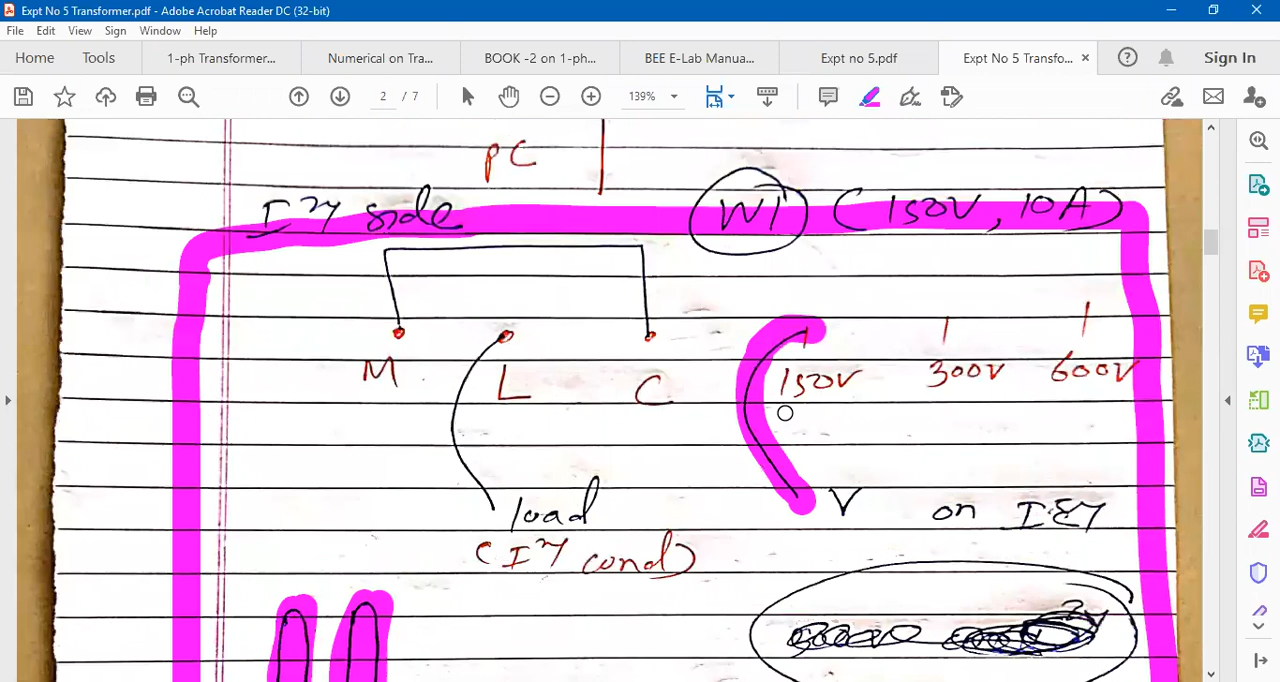 Expt No 5 Transformer.pdf - Adobe Acrobat Reader DC (32-bit)
File Edit View Sign Window Help
Home Tools 1-ph Transformer... Numerical on Tra... BOOK -2 on 1-ph... BEE E-Lab Manua... Expt no 5.pdf Expt No 5 Transfo... × Sign In
2 / 7 139%
PC
I ry side W1 (150V, 10A)
M L C 150V 300V 600V
load V on I & ry
(I ry cond)